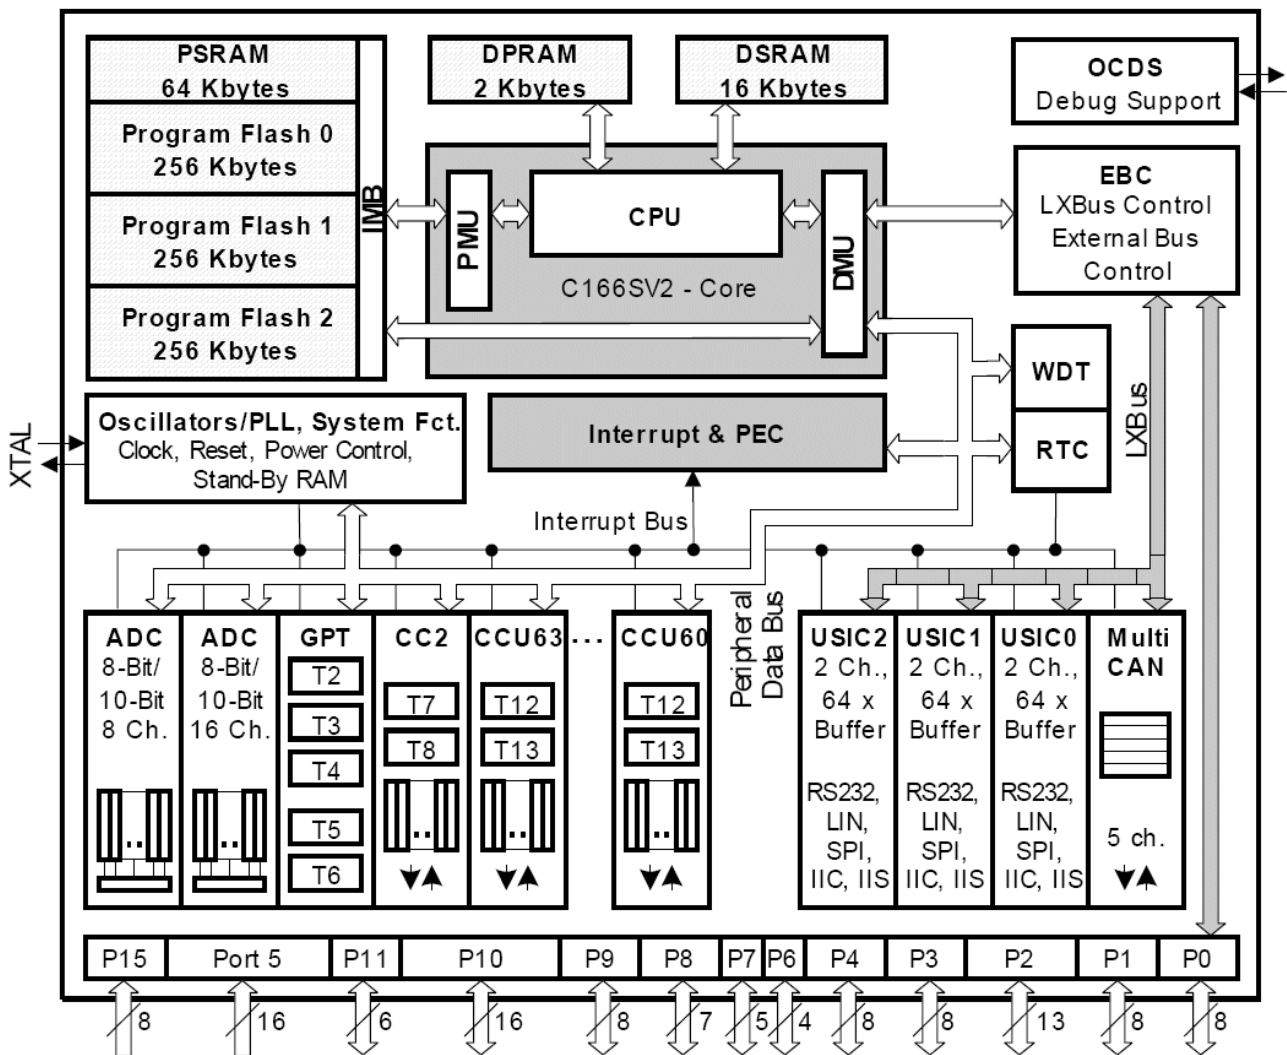 PSRAM
64 Kbytes
Program Flash 0
256 Kbytes
Program Flash 1
256 Kbytes
Program Flash 2
256 Kbytes
IMB
DPRAM
2 Kbytes
DSRAM
16 Kbytes
OCDS
Debug Support
PMU
CPU
DMU
C166SV2 - Core
EBC
LXBus Control
External Bus
Control
WDT
RTC
LXBus
XTAL
Oscillators/PLL, System Fct.
Clock, Reset, Power Control,
Stand-By RAM
Interrupt & PEC
Interrupt Bus
Peripheral
Data Bus
ADC
8-Bit/
10-Bit
8 Ch.
ADC
8-Bit/
10-Bit
16 Ch.
GPT
T2
T3
T4
T5
T6
CC2
T7
T8
CCU63
T12
T13
...
CCU60
T12
T13
USIC2
2 Ch.,
64 x
Buffer
RS232,
LIN,
SPI,
IIC, IIS
USIC1
2 Ch.,
64 x
Buffer
RS232,
LIN,
SPI,
IIC, IIS
USIC0
2 Ch.,
64 x
Buffer
RS232,
LIN,
SPI,
IIC, IIS
Multi
CAN
5 ch.
P15
Port 5
P11
P10
P9
P8
P7
P6
P4
P3
P2
P1
P0
8
16
6
16
8
7
5
4
8
8
13
8
8